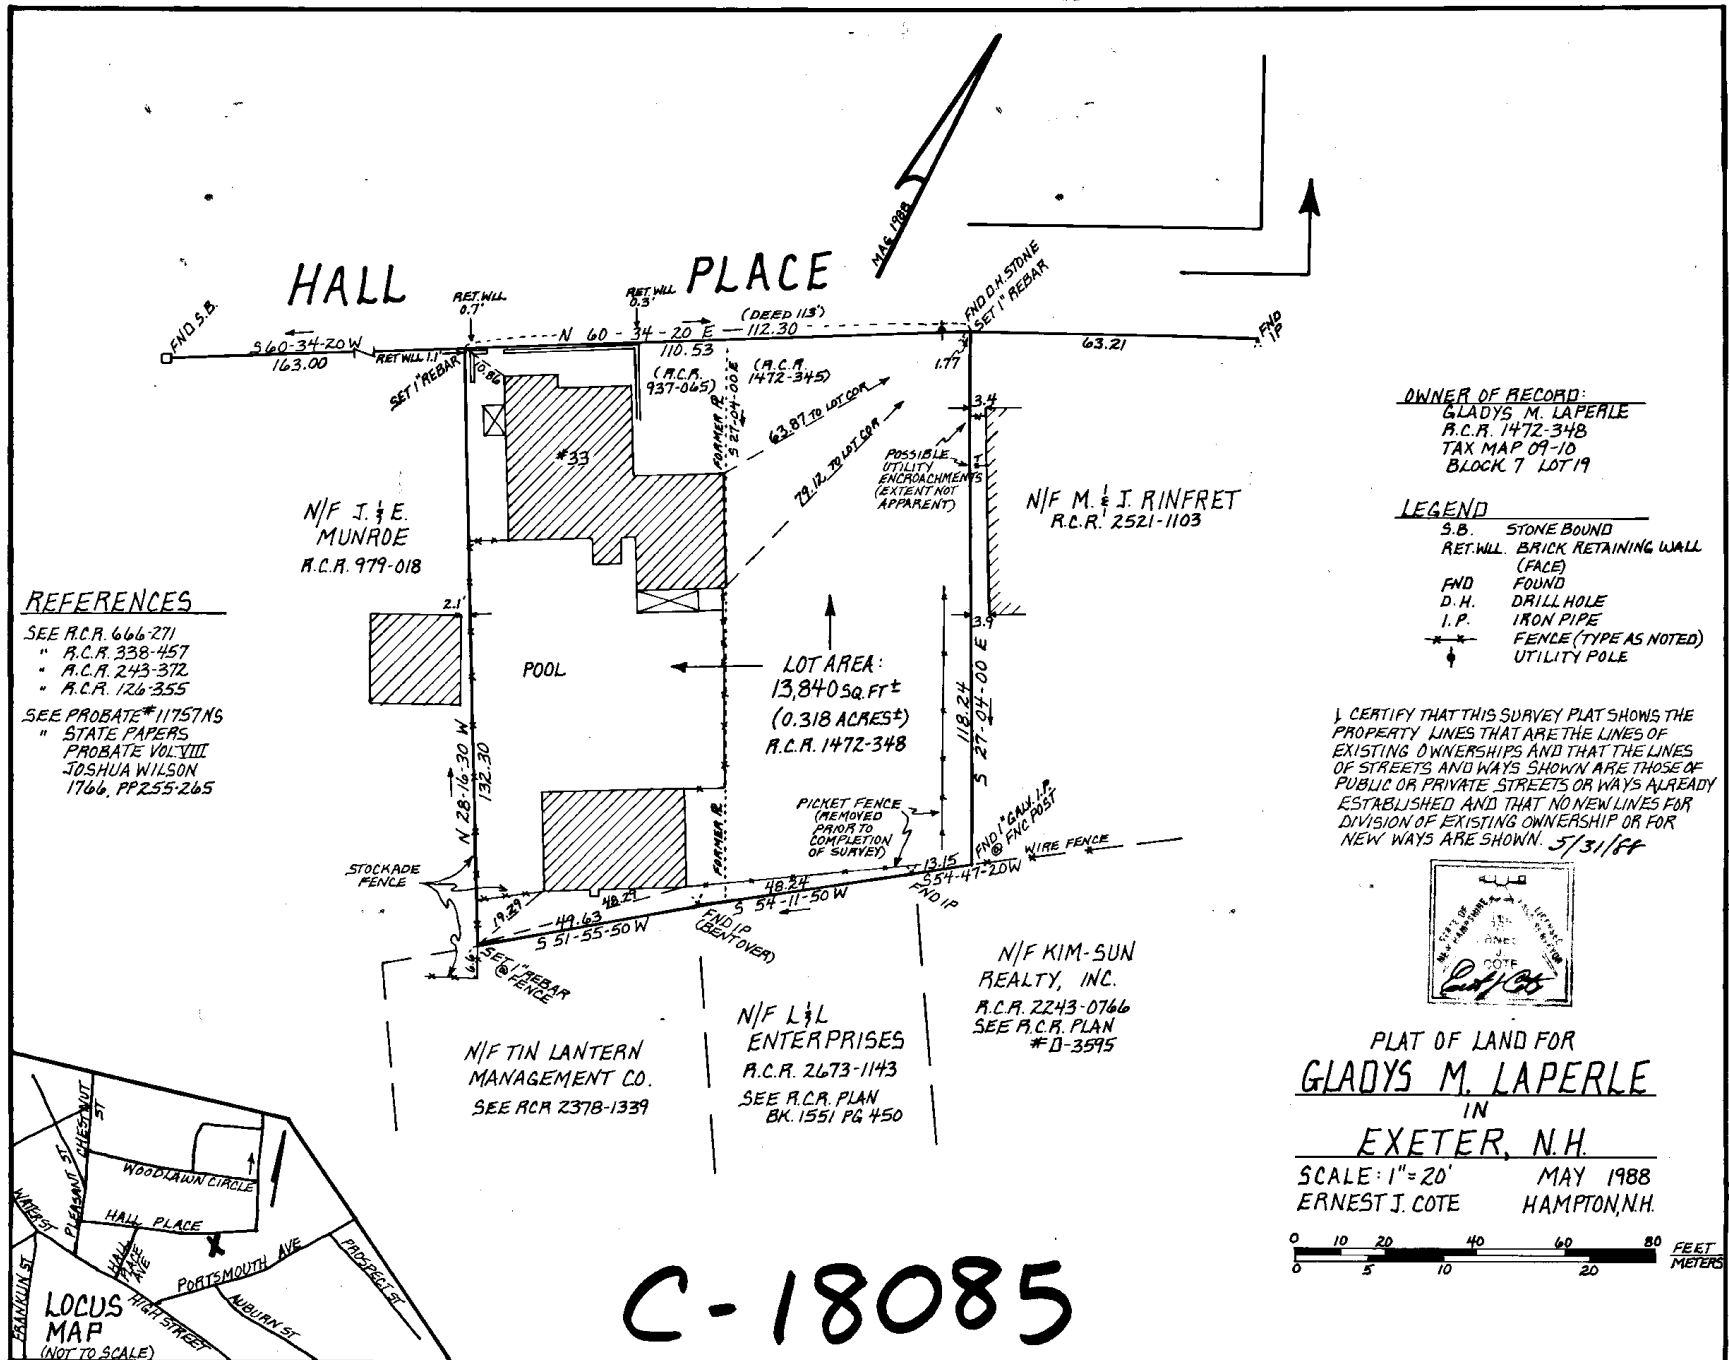 HALL PLACE
MAG 1988
FND S.B.
S 60-34-20 W
163.00
RET. WLL
0.7'
RET WLL 1.1'
SET 1" REBAR
10.86
RET. WLL
0.3'
(DEED 113')
N 60-34-20 E 112.30
110.53
(R.C.R.
937-065)
(R.C.R.
1472-345)
FND D.H. STONE
SET 1" REBAR
1.77
63.21
FND
IP
FORMER PL
S 27-04-00 E
63.87 TO LOT COR
79.12 TO LOT COR
#33
POSSIBLE
UTILITY
ENCROACHMENTS
(EXTENT NOT
APPARENT)
3.4
3.9
N/F J. & E.
MUNROE
R.C.R. 979-018
N/F M. & J. RINFRET
R.C.R. 2521-1103
2.1'
POOL
LOT AREA:
13,840 SQ. FT ±
(0.318 ACRES±)
R.C.R. 1472-348
N 28-16-30 W
132.30
118.24
S 27-04-00 E
FORMER PL
PICKET FENCE
(REMOVED
PRIOR TO
COMPLETION
OF SURVEY)
FND 1" GALV. I.P.
@ FNC POST
WIRE FENCE
STOCKADE
FENCE
13.15
S 54-47-20 W
FND IP
48.24
S 54-11-50 W
FND IP
(BENT OVER)
19.29
48.29
49.63
S 51-55-50 W
6.6'
SET 1" REBAR
@ FENCE
N/F TIN LANTERN
MANAGEMENT CO.
SEE RCR 2378-1339
N/F L & L
ENTERPRISES
R.C.R. 2673-1143
SEE R.C.R. PLAN
BK. 1551 PG 450
N/F KIM-SUN
REALTY, INC.
R.C.R. 2243-0766
SEE R.C.R. PLAN
#D-3595
REFERENCES
SEE R.C.R. 666-271
" R.C.R. 338-457
" R.C.R. 243-372
" R.C.R. 126-355
SEE PROBATE #11757 NS
" STATE PAPERS
PROBATE VOL VIII
JOSHUA WILSON
1766, PP 255-265
OWNER OF RECORD:
GLADYS M. LAPERLE
R.C.R. 1472-348
TAX MAP 09-10
BLOCK 7 LOT 19
LEGEND
S.B. STONE BOUND
RET. WLL. BRICK RETAINING WALL
(FACE)
FND FOUND
D.H. DRILL HOLE
I.P. IRON PIPE
FENCE (TYPE AS NOTED)
UTILITY POLE
I CERTIFY THAT THIS SURVEY PLAT SHOWS THE
PROPERTY LINES THAT ARE THE LINES OF
EXISTING OWNERSHIPS AND THAT THE LINES
OF STREETS AND WAYS SHOWN ARE THOSE OF
PUBLIC OR PRIVATE STREETS OR WAYS ALREADY
ESTABLISHED AND THAT NO NEW LINES FOR
DIVISION OF EXISTING OWNERSHIP OR FOR
NEW WAYS ARE SHOWN. 5/31/88
STATE OF
NEW HAMPSHIRE
LICENSED
LAND SURVEYOR
COTE
PLAT OF LAND FOR
GLADYS M. LAPERLE
IN
EXETER, N.H.
SCALE: 1" = 20' MAY 1988
ERNEST J. COTE HAMPTON, N.H.
0 10 20 40 60 80 FEET
0 5 10 20 METERS
CHESTNUT
ST
WOODLAWN CIRCLE
PLEASANT ST
WATER ST
HALL PLACE
HALL
PLACE
AVE
X
PORTSMOUTH AVE
PROSPECT ST
FRANKLIN ST
HIGH STREET
AUBURN ST
LOCUS
MAP
(NOT TO SCALE)
C-18085